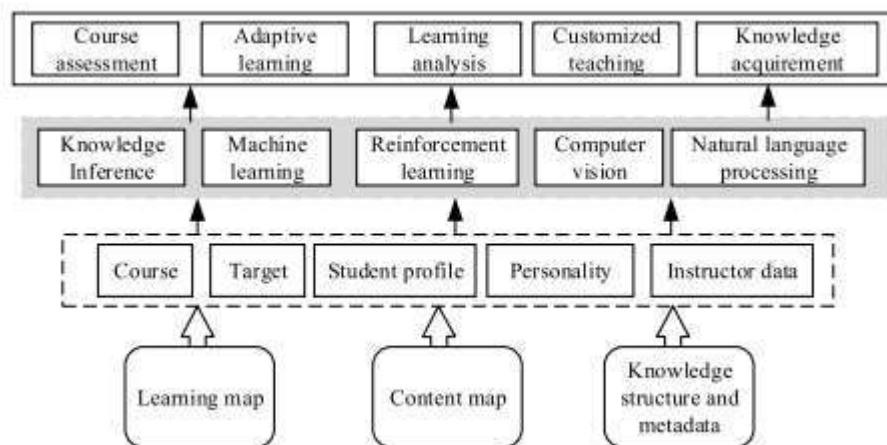 Course
assessment
Adaptive
learning
Learning
analysis
Customized
teaching
Knowledge
acquirement
Knowledge
Inference
Machine
learning
Reinforcement
learning
Computer
vision
Natural language
processing
Course
Target
Student profile
Personality
Instructor data
Learning map
Content map
Knowledge
structure and
metadata